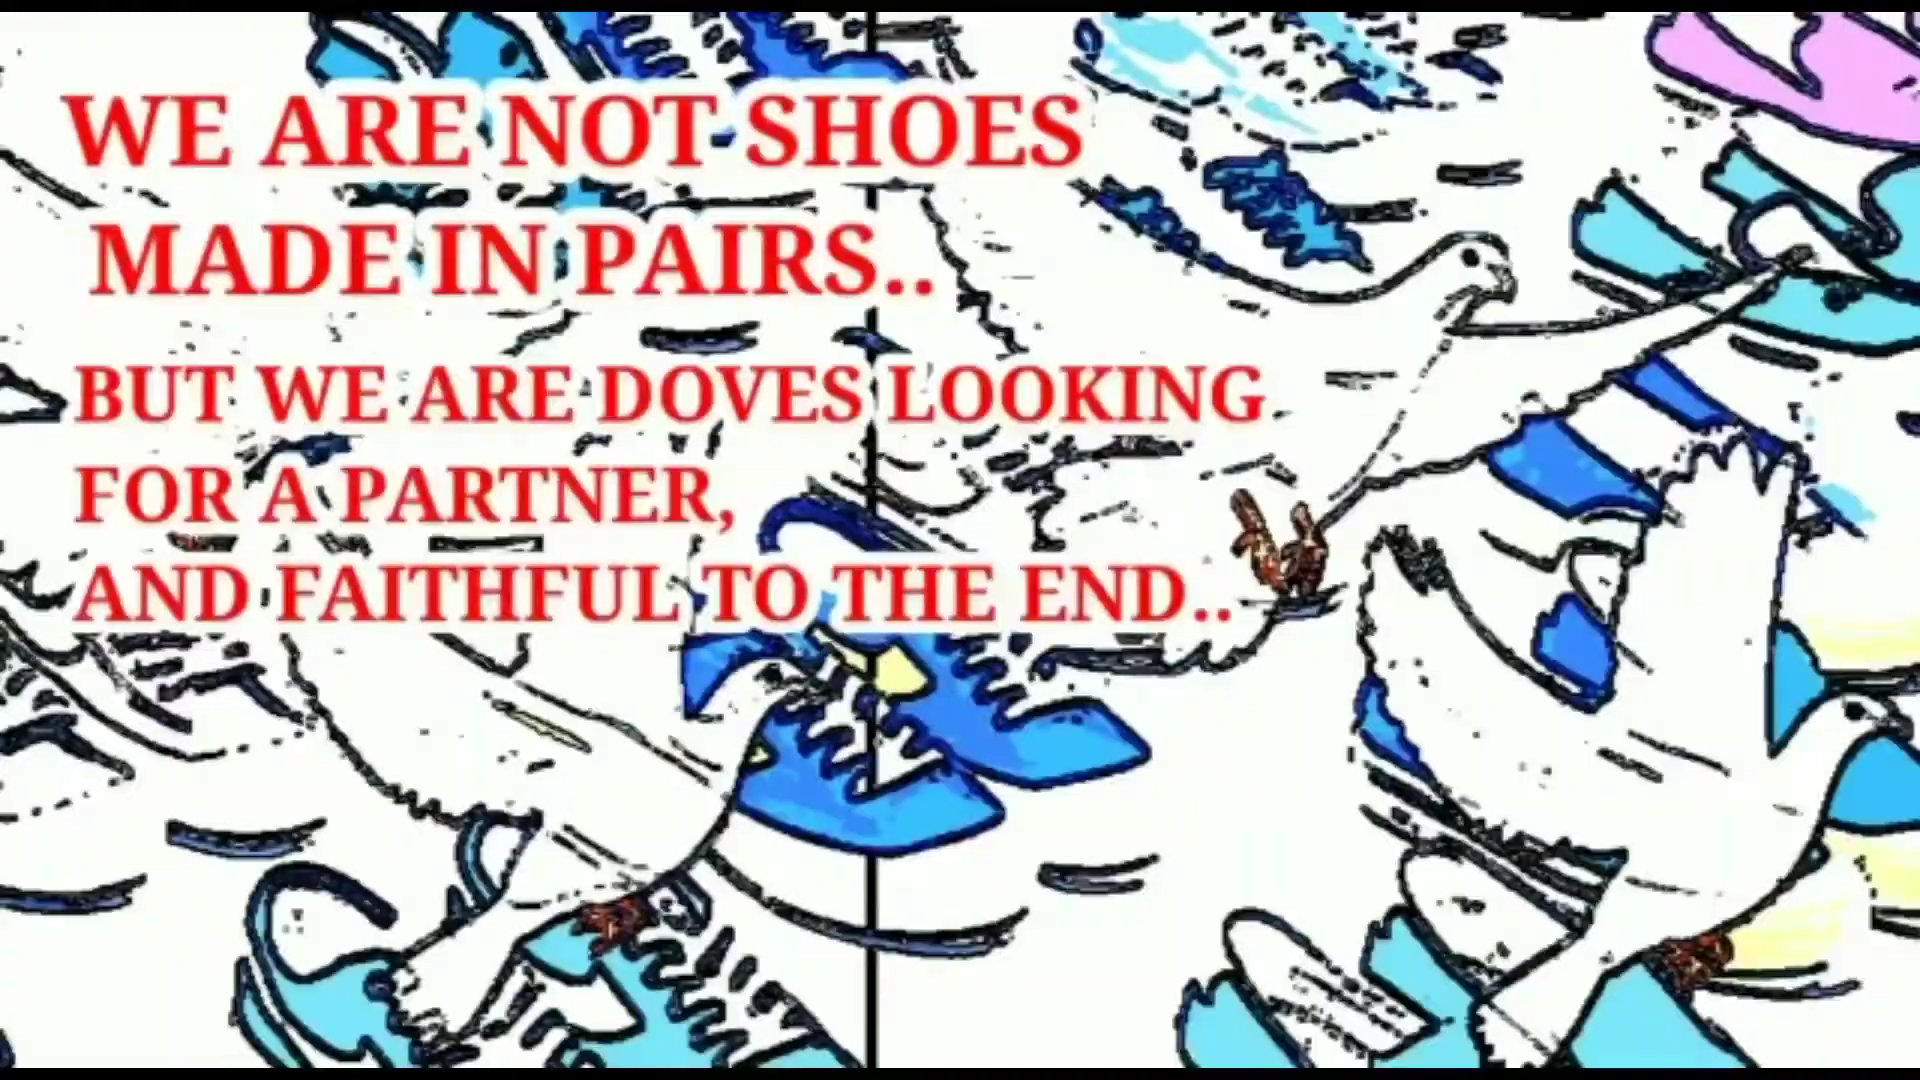 WE ARE NOT SHOES
MADE IN PAIRS..
BUT WE ARE DOVES LOOKING
FOR A PARTNER,
AND FAITHFUL TO THE END..